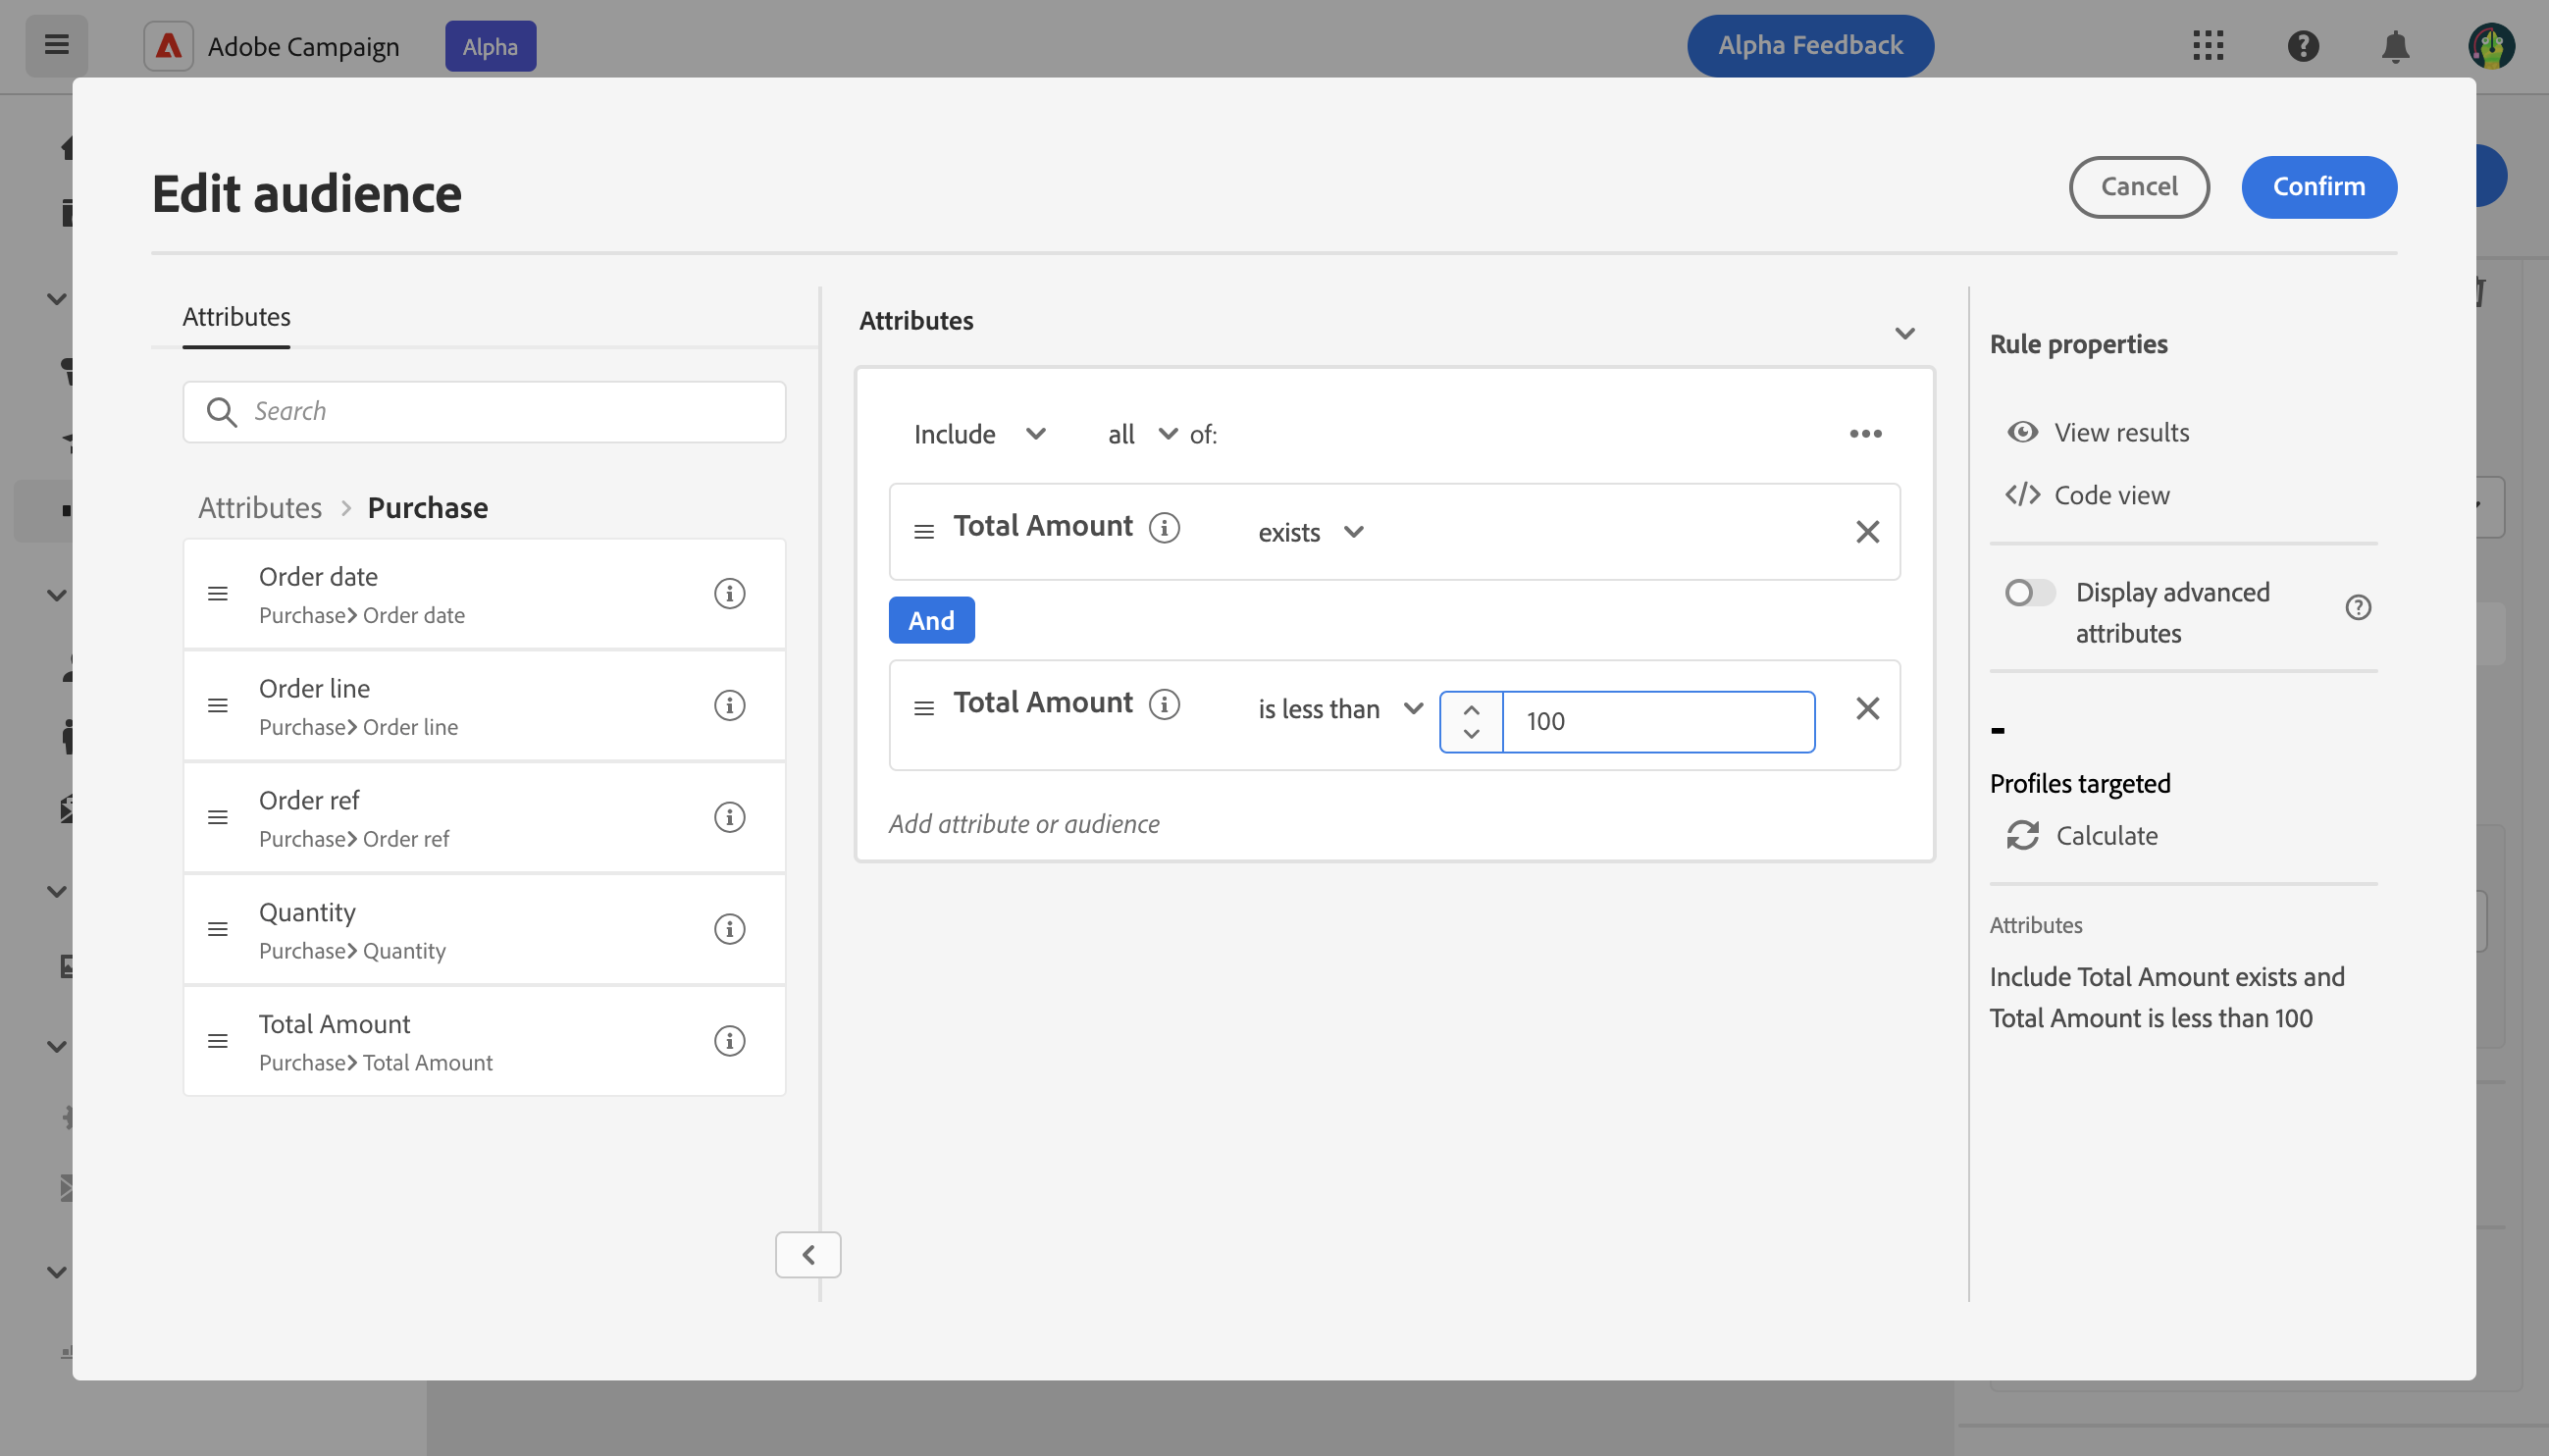 Adobe Campaign
Alpha
Alpha Feedback
Edit audience
Cancel
Confirm
Attributes
Search
Attributes > Purchase
Order date
Purchase> Order date
Order line
Purchase> Order line
Order ref
Purchase> Order ref
Quantity
Purchase> Quantity
Total Amount
Purchase> Total Amount
Attributes
Include all of:
Total Amount exists
And
Total Amount is less than 100
Add attribute or audience
Rule properties
View results
Code view
Display advanced
attributes
-
Profiles targeted
Calculate
Attributes
Include Total Amount exists and
Total Amount is less than 100